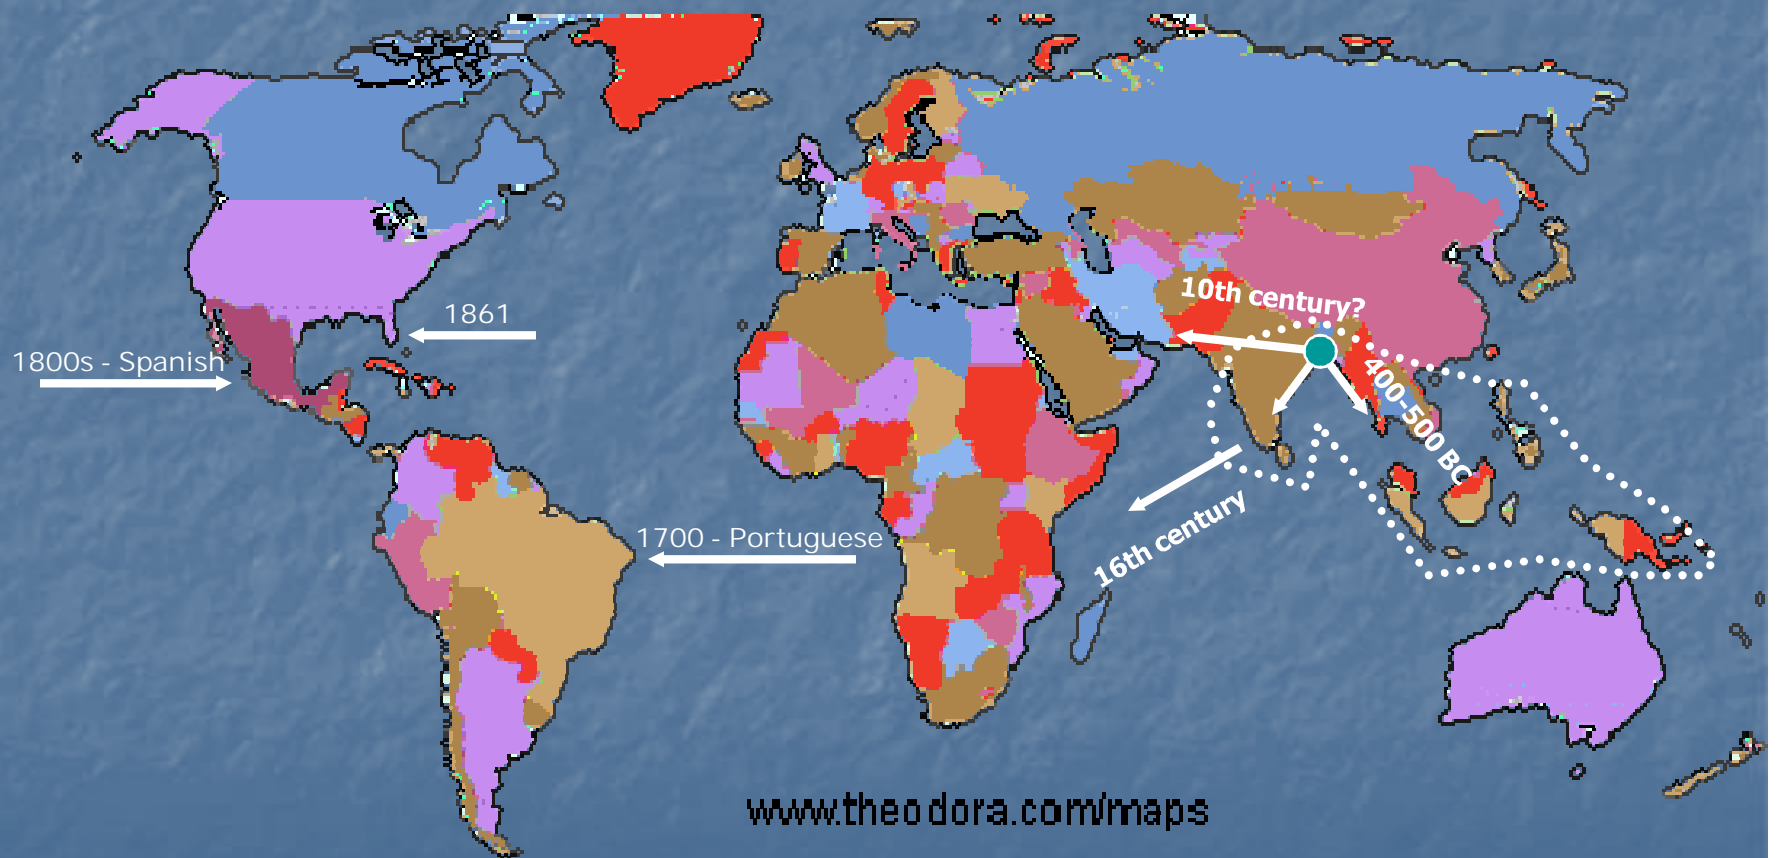 10th century?
1861
1800s - Spanish
400-500 BC
16th century
1700 - Portuguese
www.theodora.com/maps